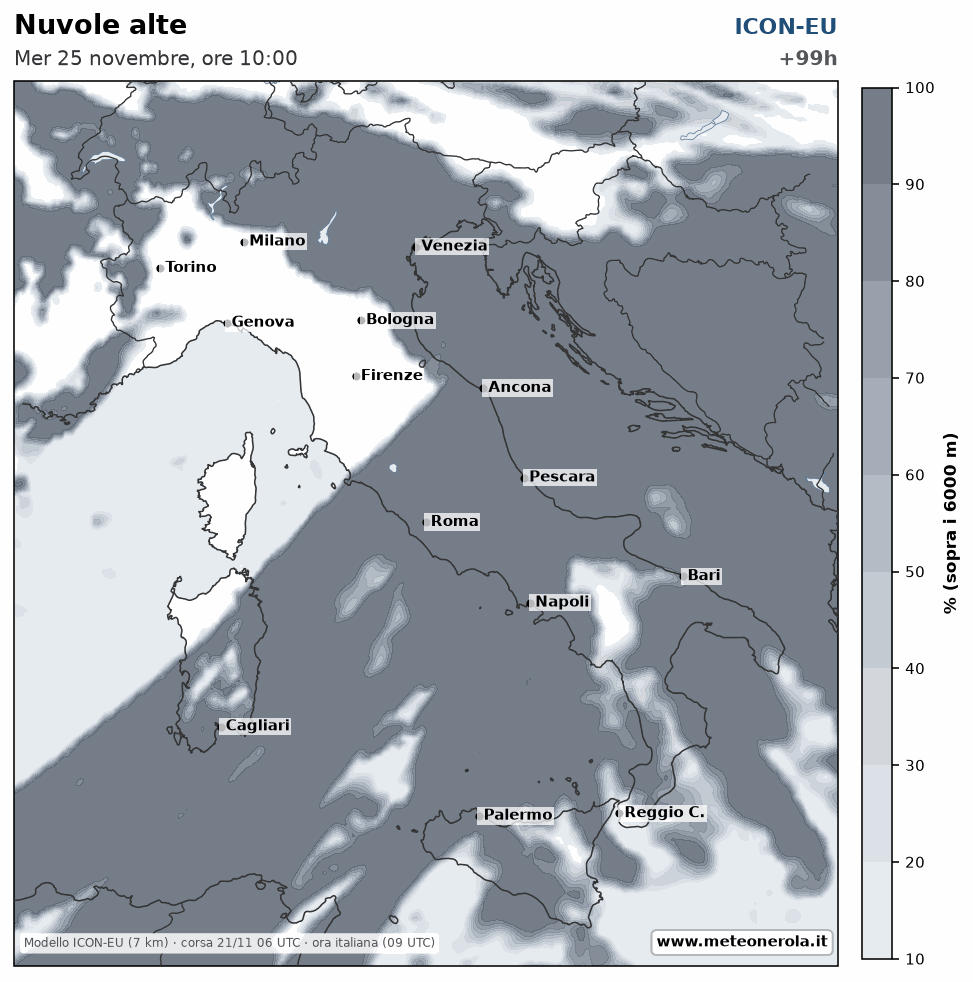 Nuvole alte
ICON-EU
Mer 25 novembre, ore 10:00
+99h
Milano
Venezia
Torino
Genova
Bologna
Firenze
Ancona
Pescara
Roma
Bari
Napoli
Cagliari
Palermo
Reggio C.
100
90
80
70
60
50
40
30
20
10
% (sopra i 6000 m)
Modello ICON-EU (7 km) · corsa 21/11 06 UTC · ora italiana (09 UTC)
www.meteonerola.it